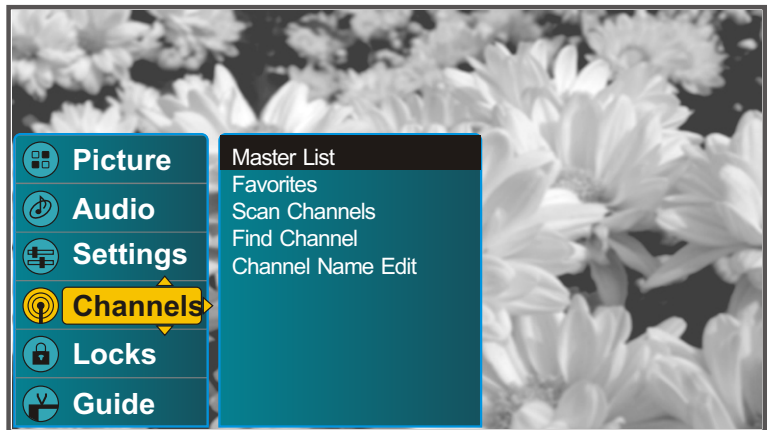 Picture
Audio
Settings
Channels
Locks
Guide
Master List
Favorites
Scan Channels
Find Channel
Channel Name Edit